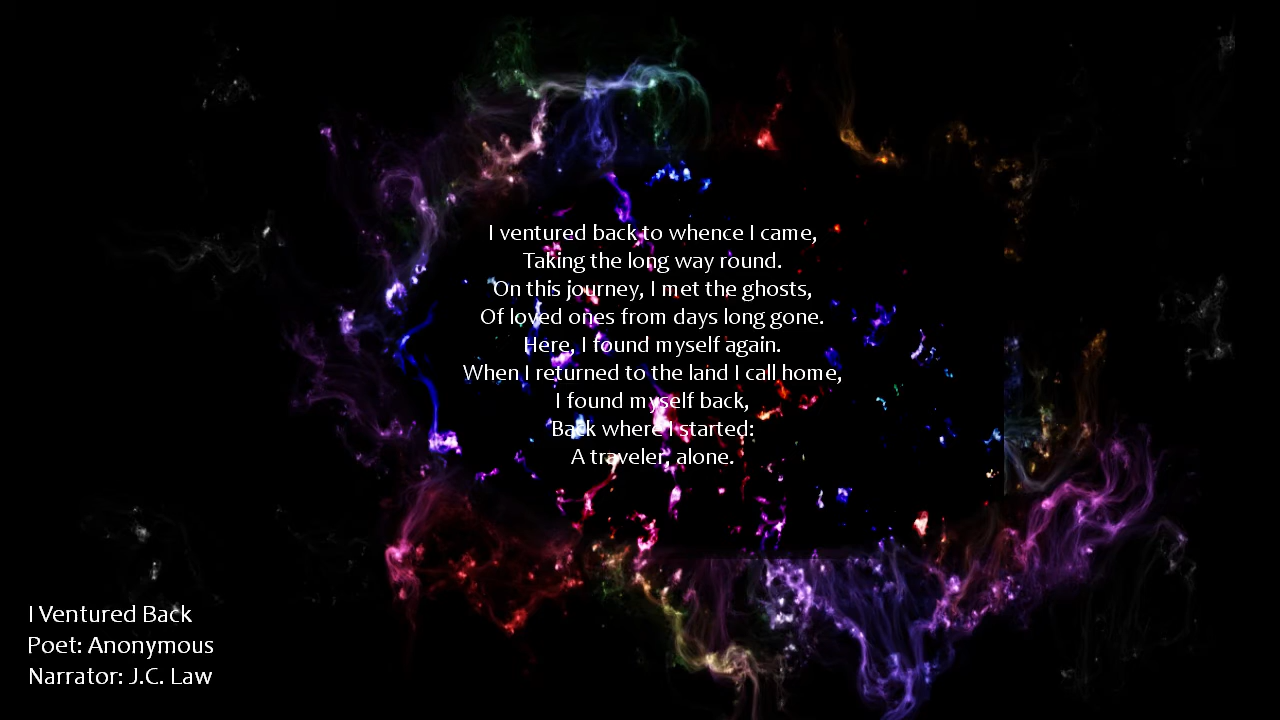 I ventured back to whence I came,
Taking the long way round.
On this journey, I met the ghosts,
Of loved ones from days long gone.
Here, I found myself again.
When I returned to the land I call home,
I found myself back,
Back where I started:
A traveler, alone.
I Ventured Back
Poet: Anonymous
Narrator: J.C. Law